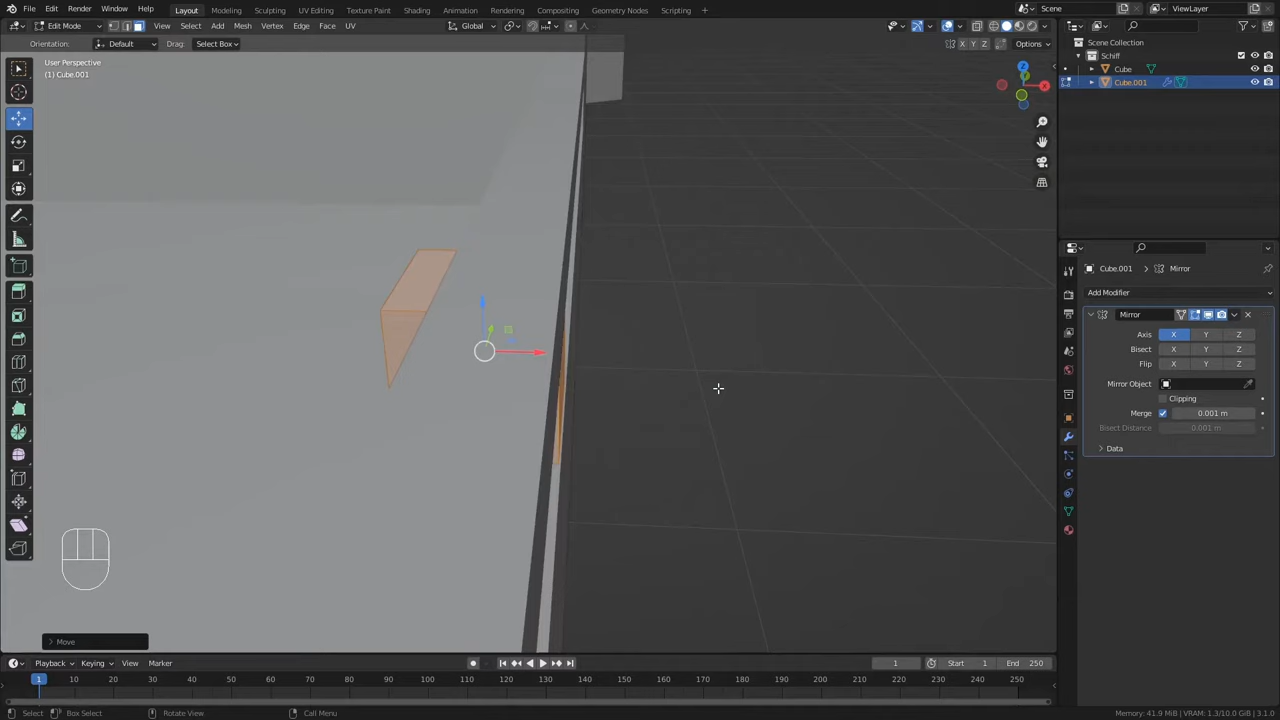 File Edit Render Window Help Layout Modeling Sculpting UV Editing Texture Paint Shading Animation Rendering Compositing Geometry Nodes Scripting + Scene ViewLayer
Edit Mode View Select Add Mesh Vertex Edge Face UV Global
Orientation: Default Drag: Select Box X Y Z Options
Scene Collection
Schiff
Cube
Cube.001
User Perspective
(1) Cube.001
Z
X
Cube.001 Mirror
Add Modifier
Mirror
Axis X Y Z
Bisect X Y Z
Flip X Y Z
Mirror Object
Clipping
Merge 0.001 m
Bisect Distance 0.001 m
Data
Move
Playback Keying View Marker 1 Start 1 End 250
1 10 20 30 40 50 60 70 80 90 100 110 120 130 140 150 160 170 180 190 200 210 220 230 240 250
Select Box Select Rotate View Call Menu Memory: 41.9 MiB | VRAM: 1.3/10.0 GiB | 3.1.0